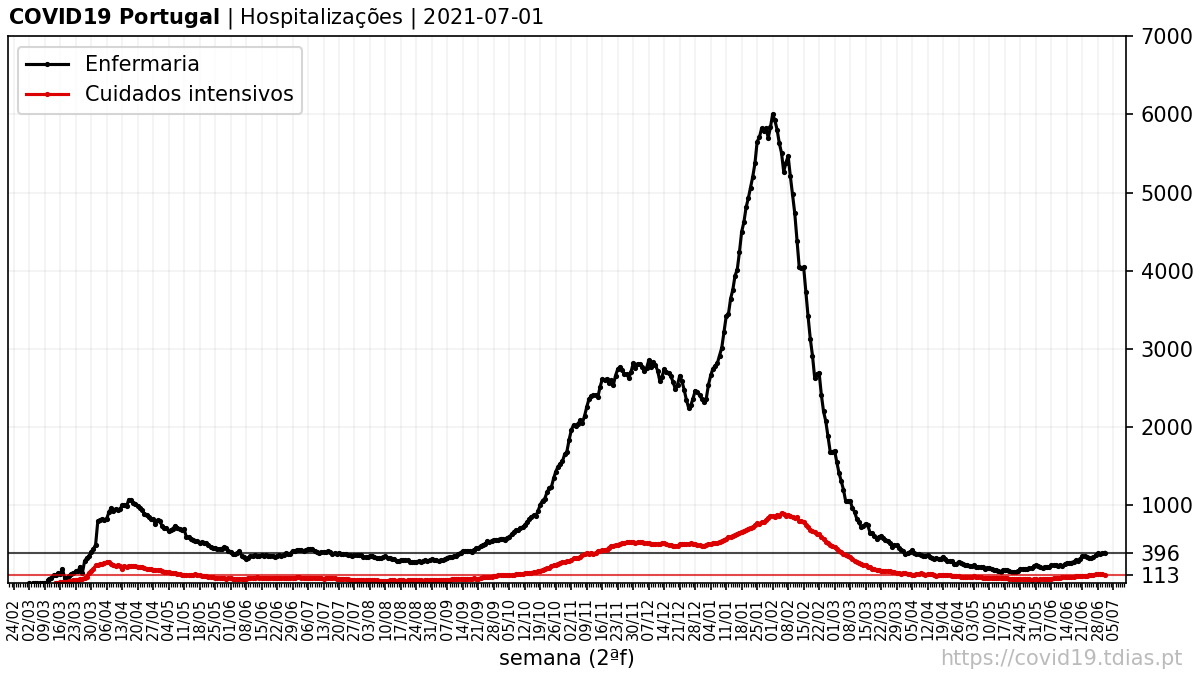 COVID19 Portugal | Hospitalizações | 2021-07-01
Enfermaria
Cuidados intensivos
7000
6000
5000
4000
3000
2000
1000
396
113
24/02 02/03 09/03 16/03 23/03 30/03 06/04 13/04 20/04 27/04 04/05 11/05 18/05 25/05 01/06 08/06 15/06 22/06 29/06 06/07 13/07 20/07 27/07 03/08 10/08 17/08 24/08 31/08 07/09 14/09 21/09 28/09 05/10 12/10 19/10 26/10 02/11 09/11 16/11 23/11 30/11 07/12 14/12 21/12 28/12 04/01 11/01 18/01 25/01 01/02 08/02 15/02 22/02 01/03 08/03 15/03 22/03 29/03 05/04 12/04 19/04 26/04 03/05 10/05 17/05 24/05 31/05 07/06 14/06 21/06 28/06 05/07
semana (2ªf)
https://covid19.tdias.pt